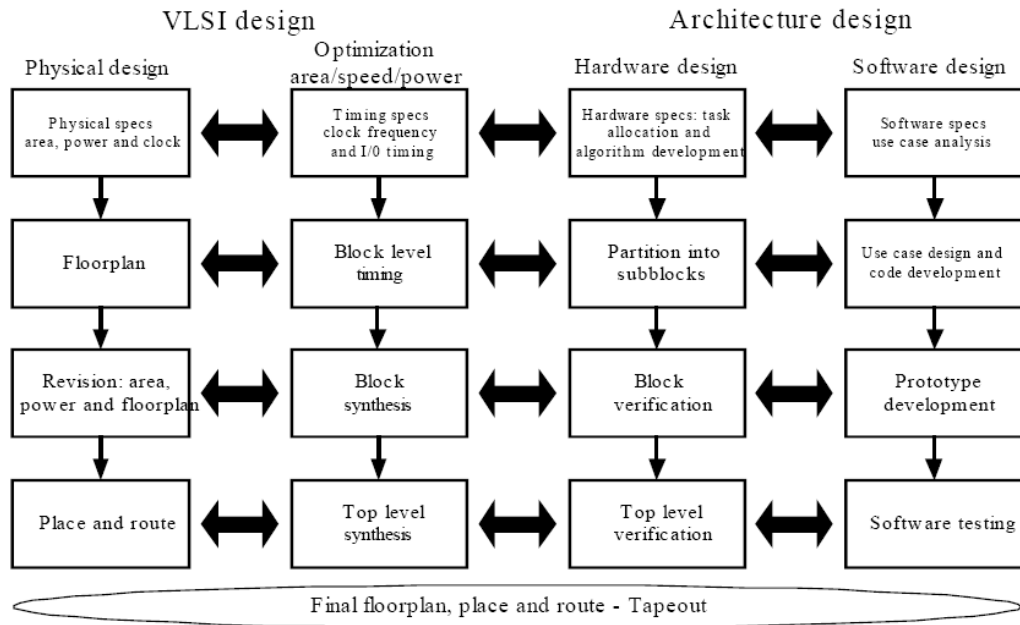 VLSI design
Architecture design
Physical design
Optimization
area/speed/power
Hardware design
Software design
Physical specs
area, power and clock
Timing specs
clock frequency
and I/0 timing
Hardware specs: task
allocation and
algorithm development
Software specs
use case analysis
Floorplan
Block level
timing
Partition into
subblocks
Use case design and
code development
Revision: area,
power and floorplan
Block
synthesis
Block
verification
Prototype
development
Place and route
Top level
synthesis
Top level
verification
Software testing
Final floorplan, place and route - Tapeout